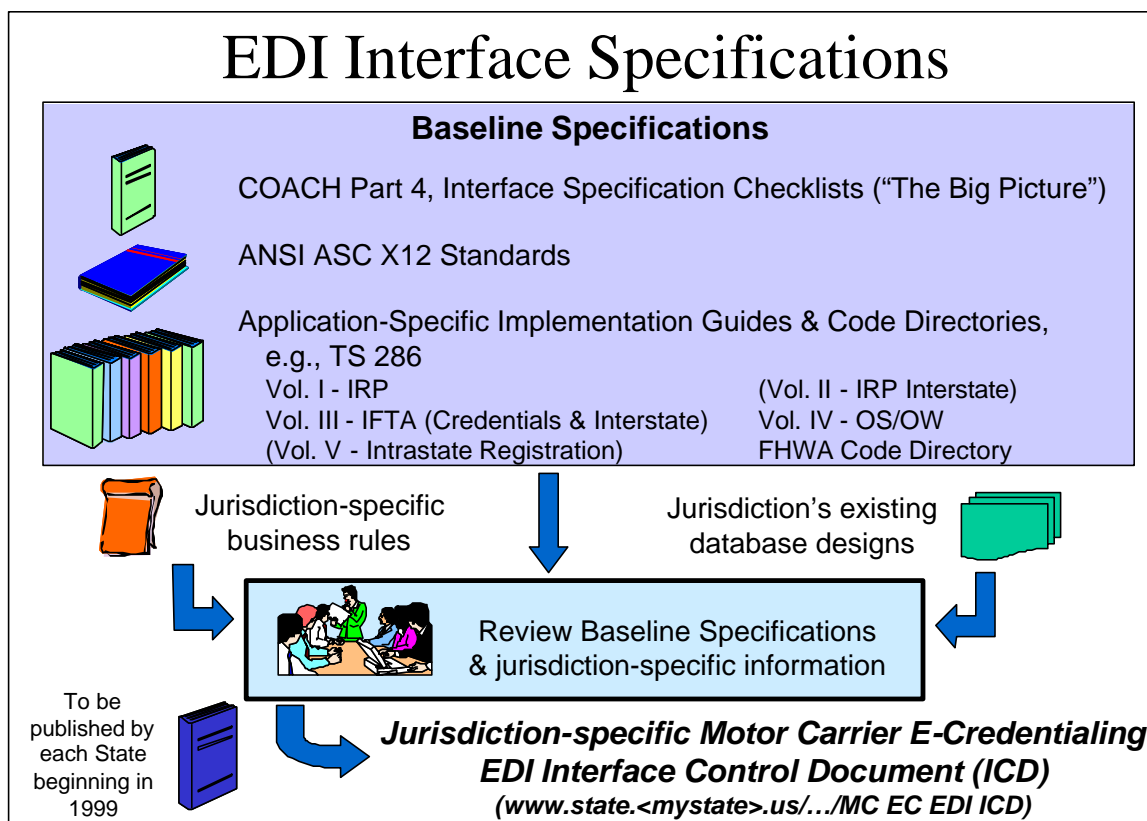 EDI Interface Specifications
Baseline Specifications
COACH Part 4, Interface Specification Checklists (“The Big Picture”)
ANSI ASC X12 Standards
Application-Specific Implementation Guides & Code Directories,
e.g., TS 286
Vol. I - IRP
(Vol. II - IRP Interstate)
Vol. III - IFTA (Credentials & Interstate)
Vol. IV - OS/OW
(Vol. V - Intrastate Registration)
FHWA Code Directory
Jurisdiction-specific
business rules
Jurisdiction’s existing
database designs
Review Baseline Specifications
& jurisdiction-specific information
To be
published by
each State
beginning in
1999
Jurisdiction-specific Motor Carrier E-Credentialing
EDI Interface Control Document (ICD)
(www.state.<mystate>.us/…/MC EC EDI ICD)